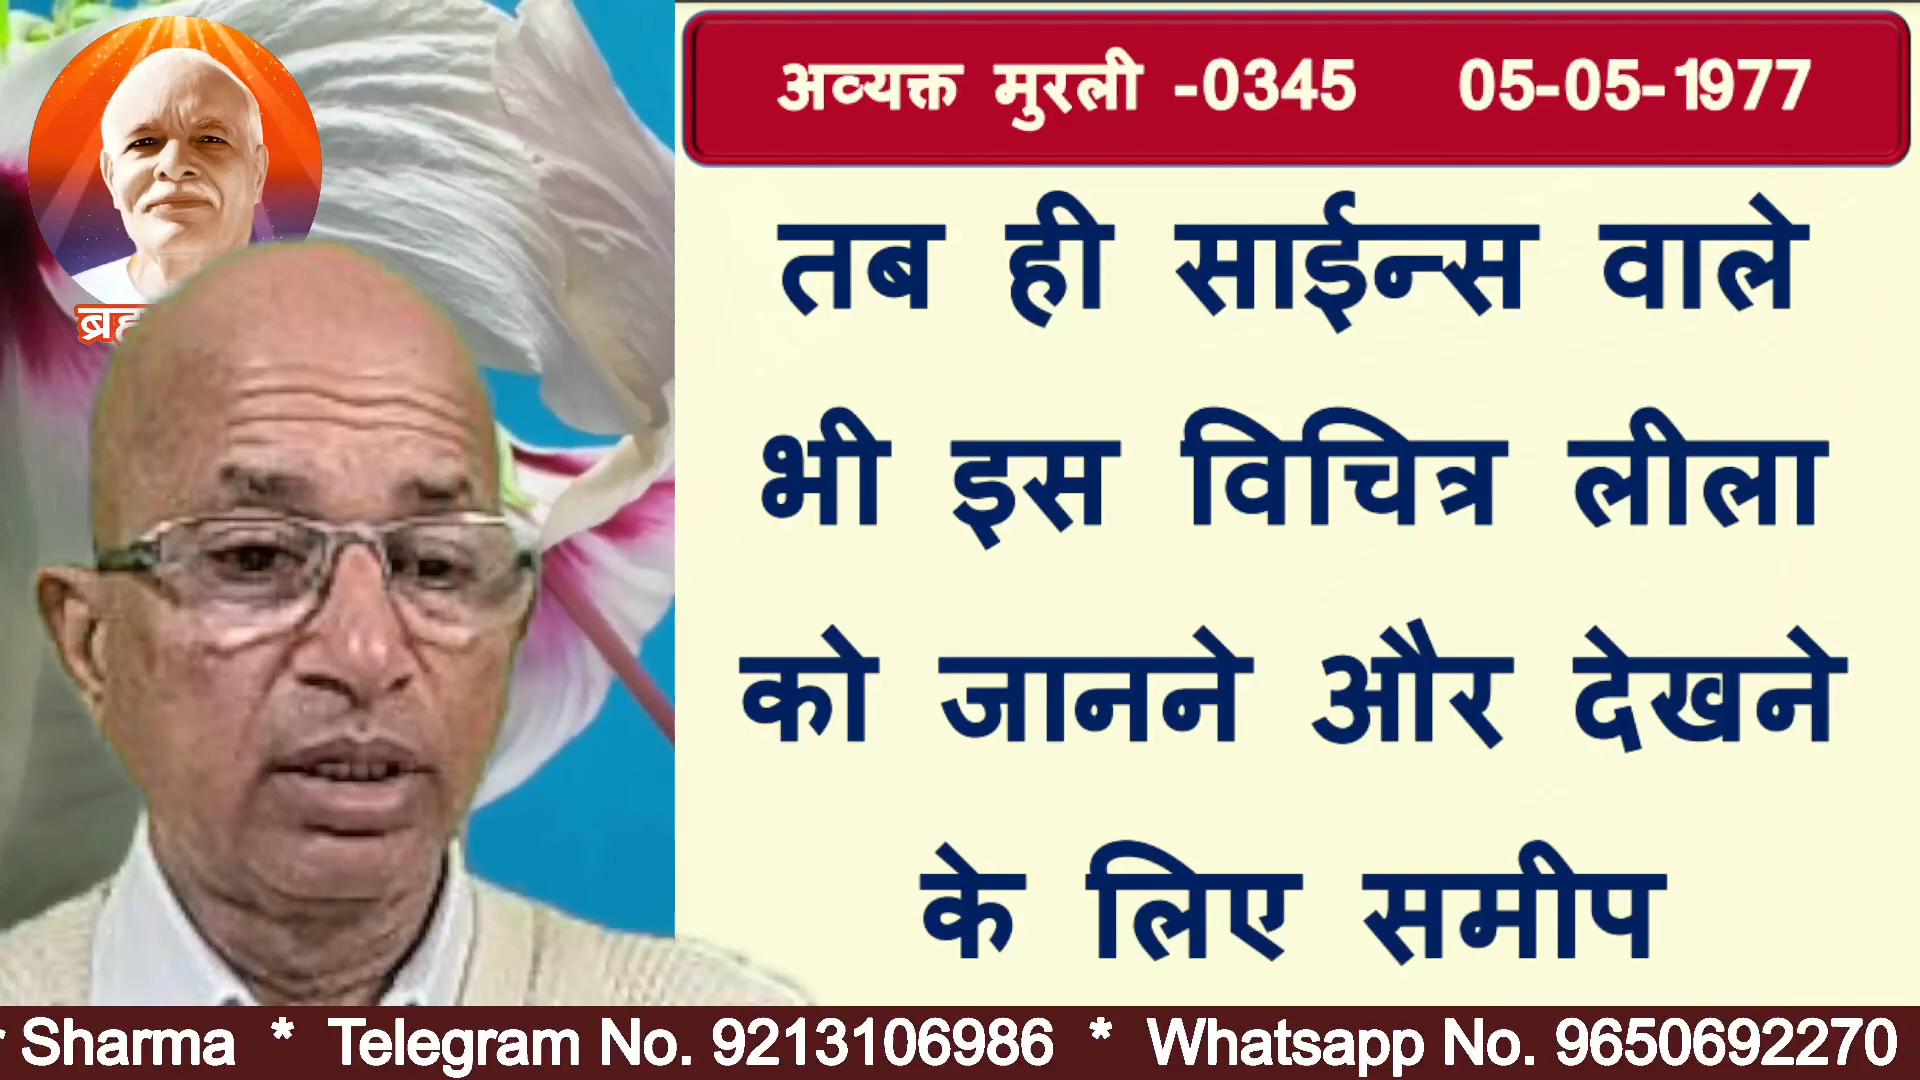 अव्यक्त मुरली -0345 05-05-1977
तब ही साईन्स वाले
भी इस विचित्र लीला
को जानने और देखने
के लिए समीप
Sharma * Telegram No. 9213106986 * Whatsapp No. 9650692270